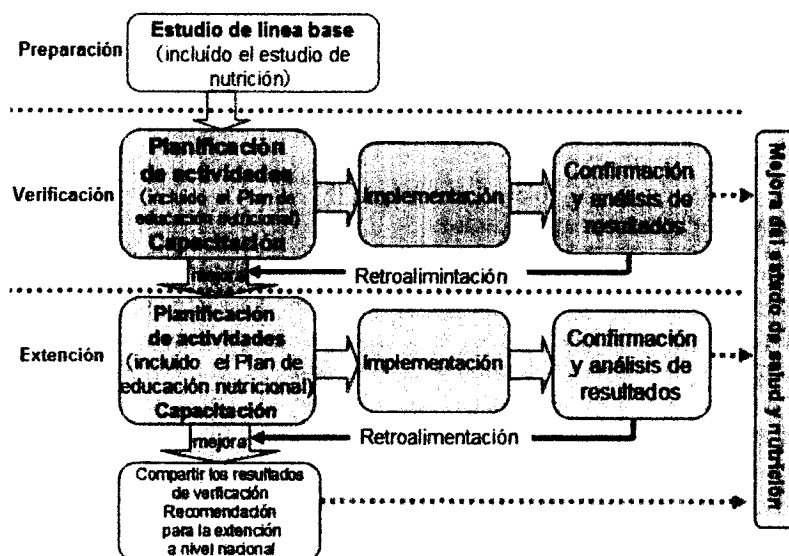 Preparación
Estudio de linea base
(incluído el estudio de
nutrición)
Verificación
Planificación
de actividades
(incluído el Plan de
educación nutricional)
Capacitación
Implementación
Confirmación
y análisis de
resultados
mejora
Retroalimintación
Extención
Planificación
de actividades
(incluido el Plan de
educación nutricional)
Capacitación
Implementación
Confirmación
y análisis de
resultados
mejora
Retroalimentación
Compartir los resultados
de verificación
Recomendación
para la extención
a nivel nacional
Mejora del estado de salud y nutrición